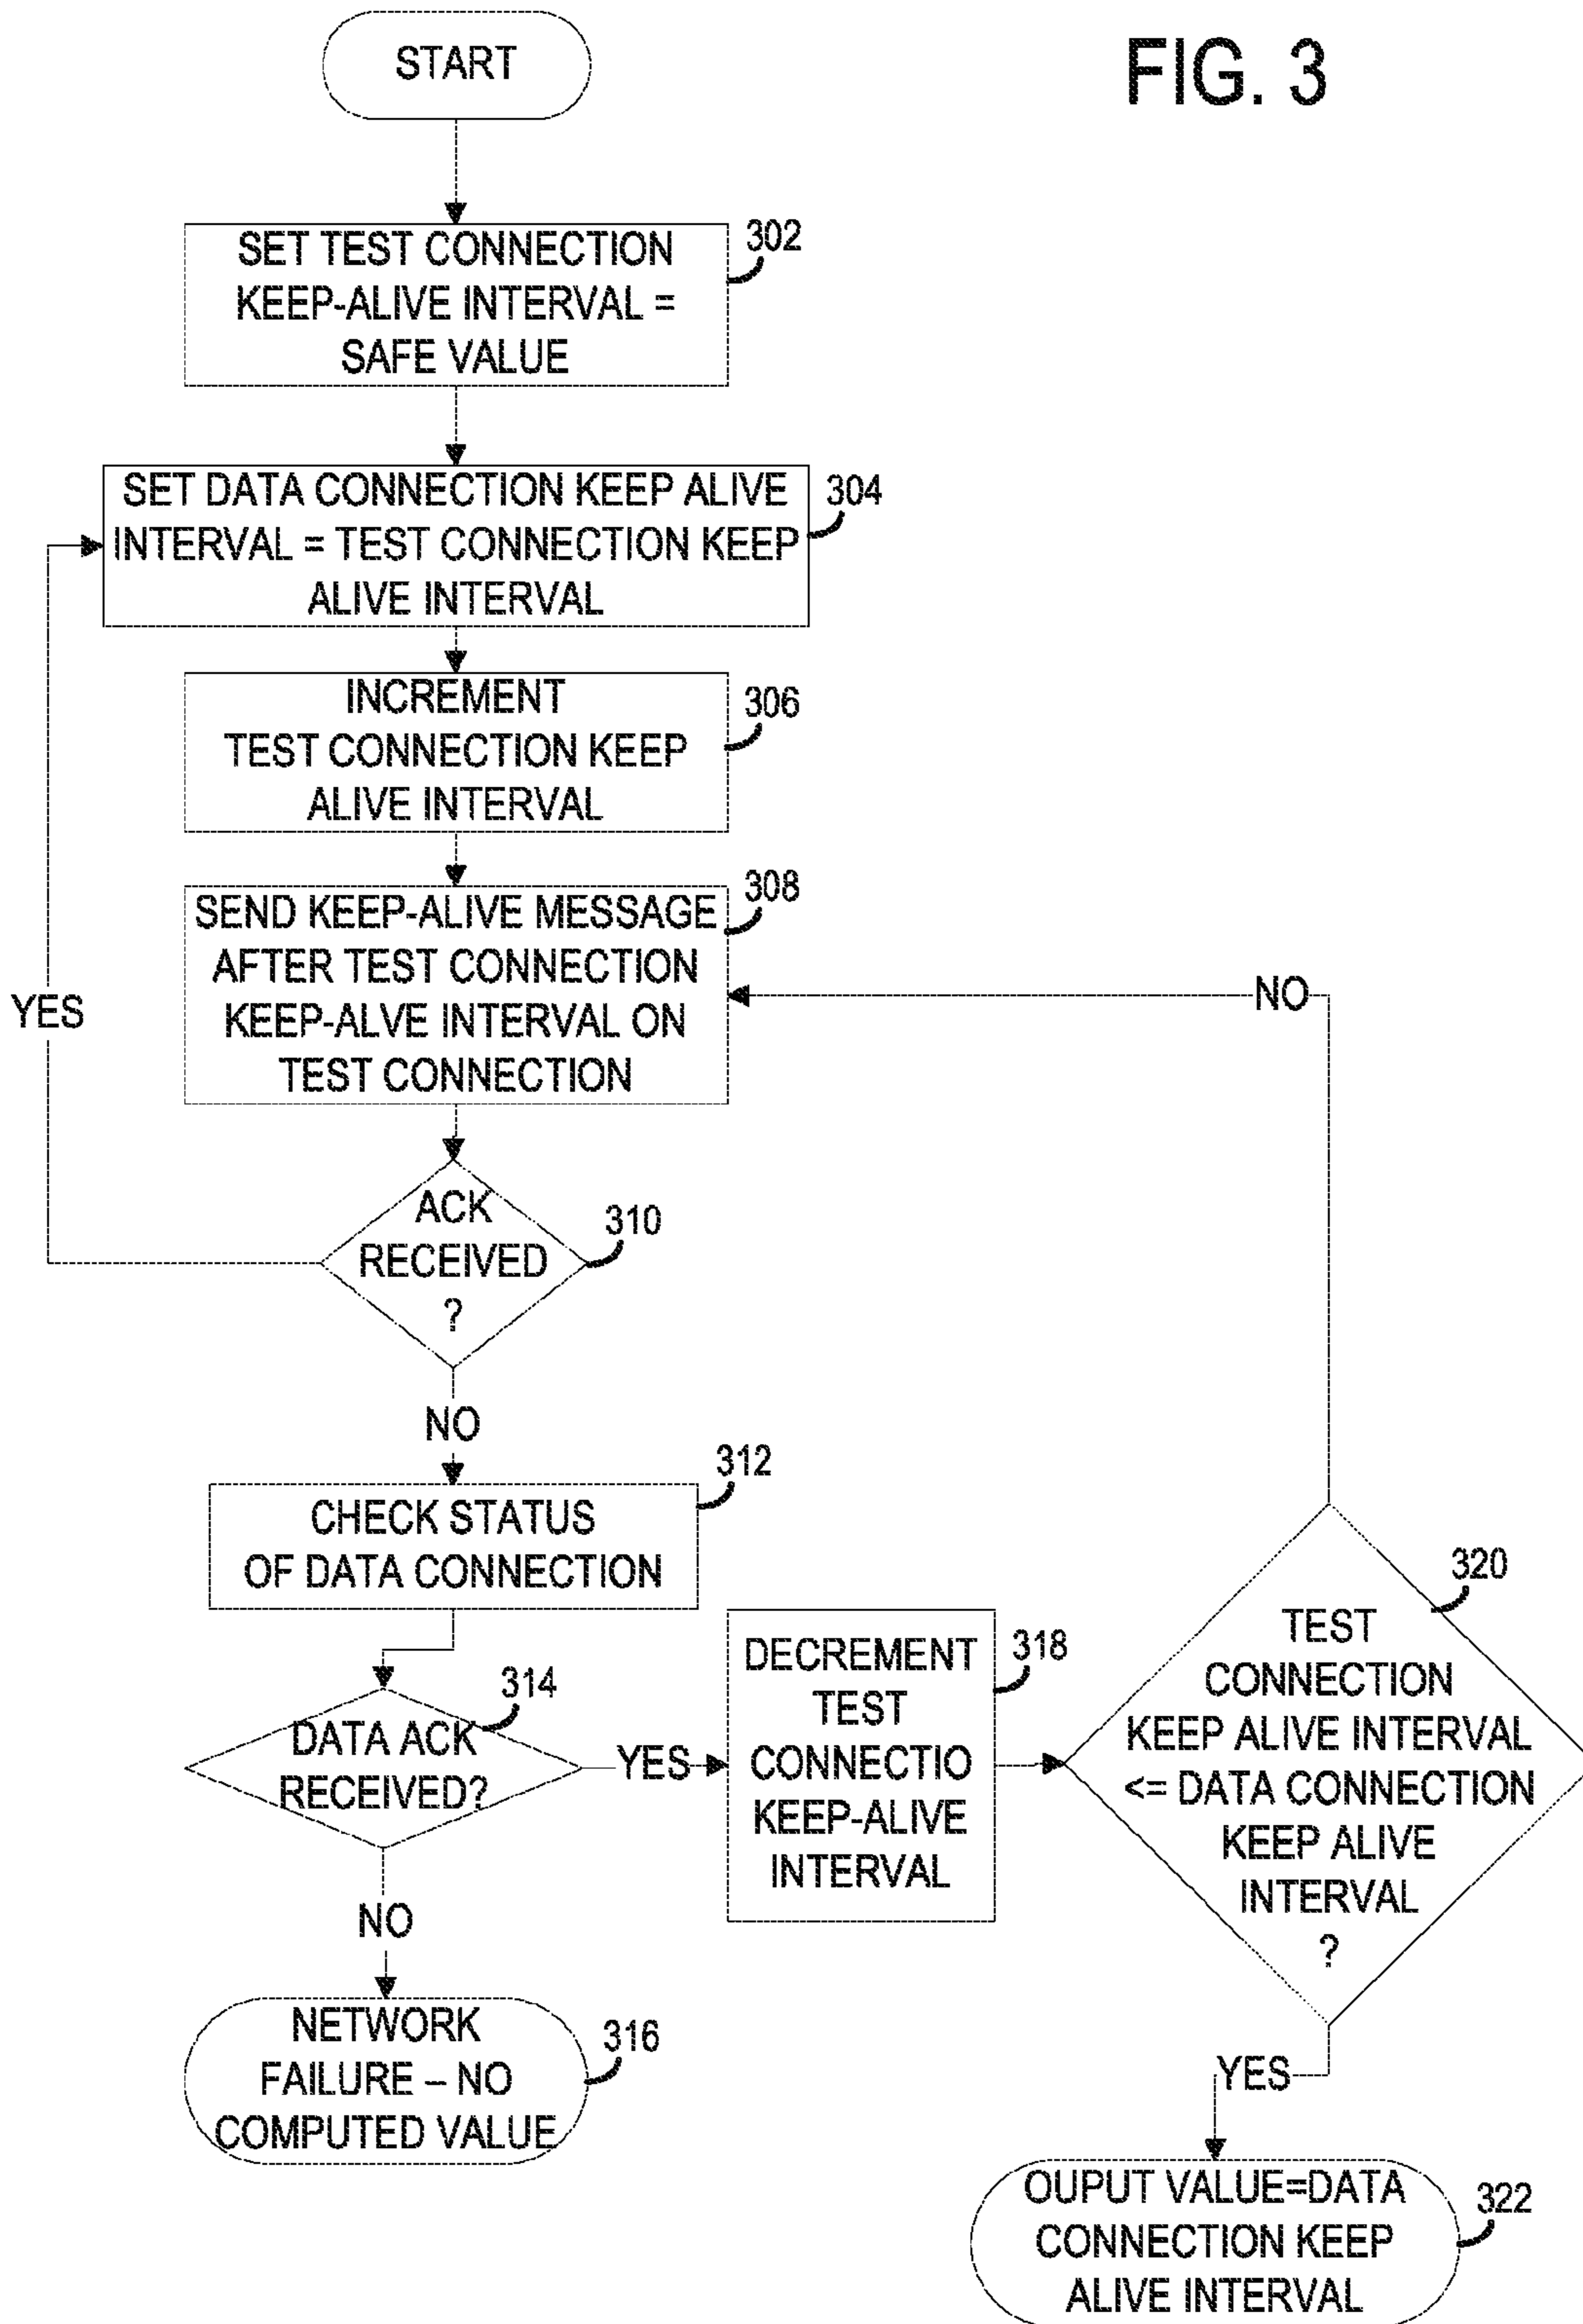 START
FIG. 3
SET TEST CONNECTION
KEEP-ALIVE INTERVAL =
SAFE VALUE
302
SET DATA CONNECTION KEEP ALIVE
INTERVAL = TEST CONNECTION KEEP
ALIVE INTERVAL
304
INCREMENT
TEST CONNECTION KEEP
ALIVE INTERVAL
306
SEND KEEP-ALIVE MESSAGE
AFTER TEST CONNECTION
KEEP-ALVE INTERVAL ON
TEST CONNECTION
308
YES
NO
ACK
RECEIVED
?
310
NO
CHECK STATUS
OF DATA CONNECTION
312
DATA ACK
RECEIVED?
314
YES
DECREMENT
TEST
CONNECTIO
KEEP-ALIVE
INTERVAL
318
TEST
CONNECTION
KEEP ALIVE INTERVAL
<= DATA CONNECTION
KEEP ALIVE
INTERVAL
?
320
NO
NETWORK
FAILURE – NO
COMPUTED VALUE
316
YES
OUPUT VALUE=DATA
CONNECTION KEEP
ALIVE INTERVAL
322